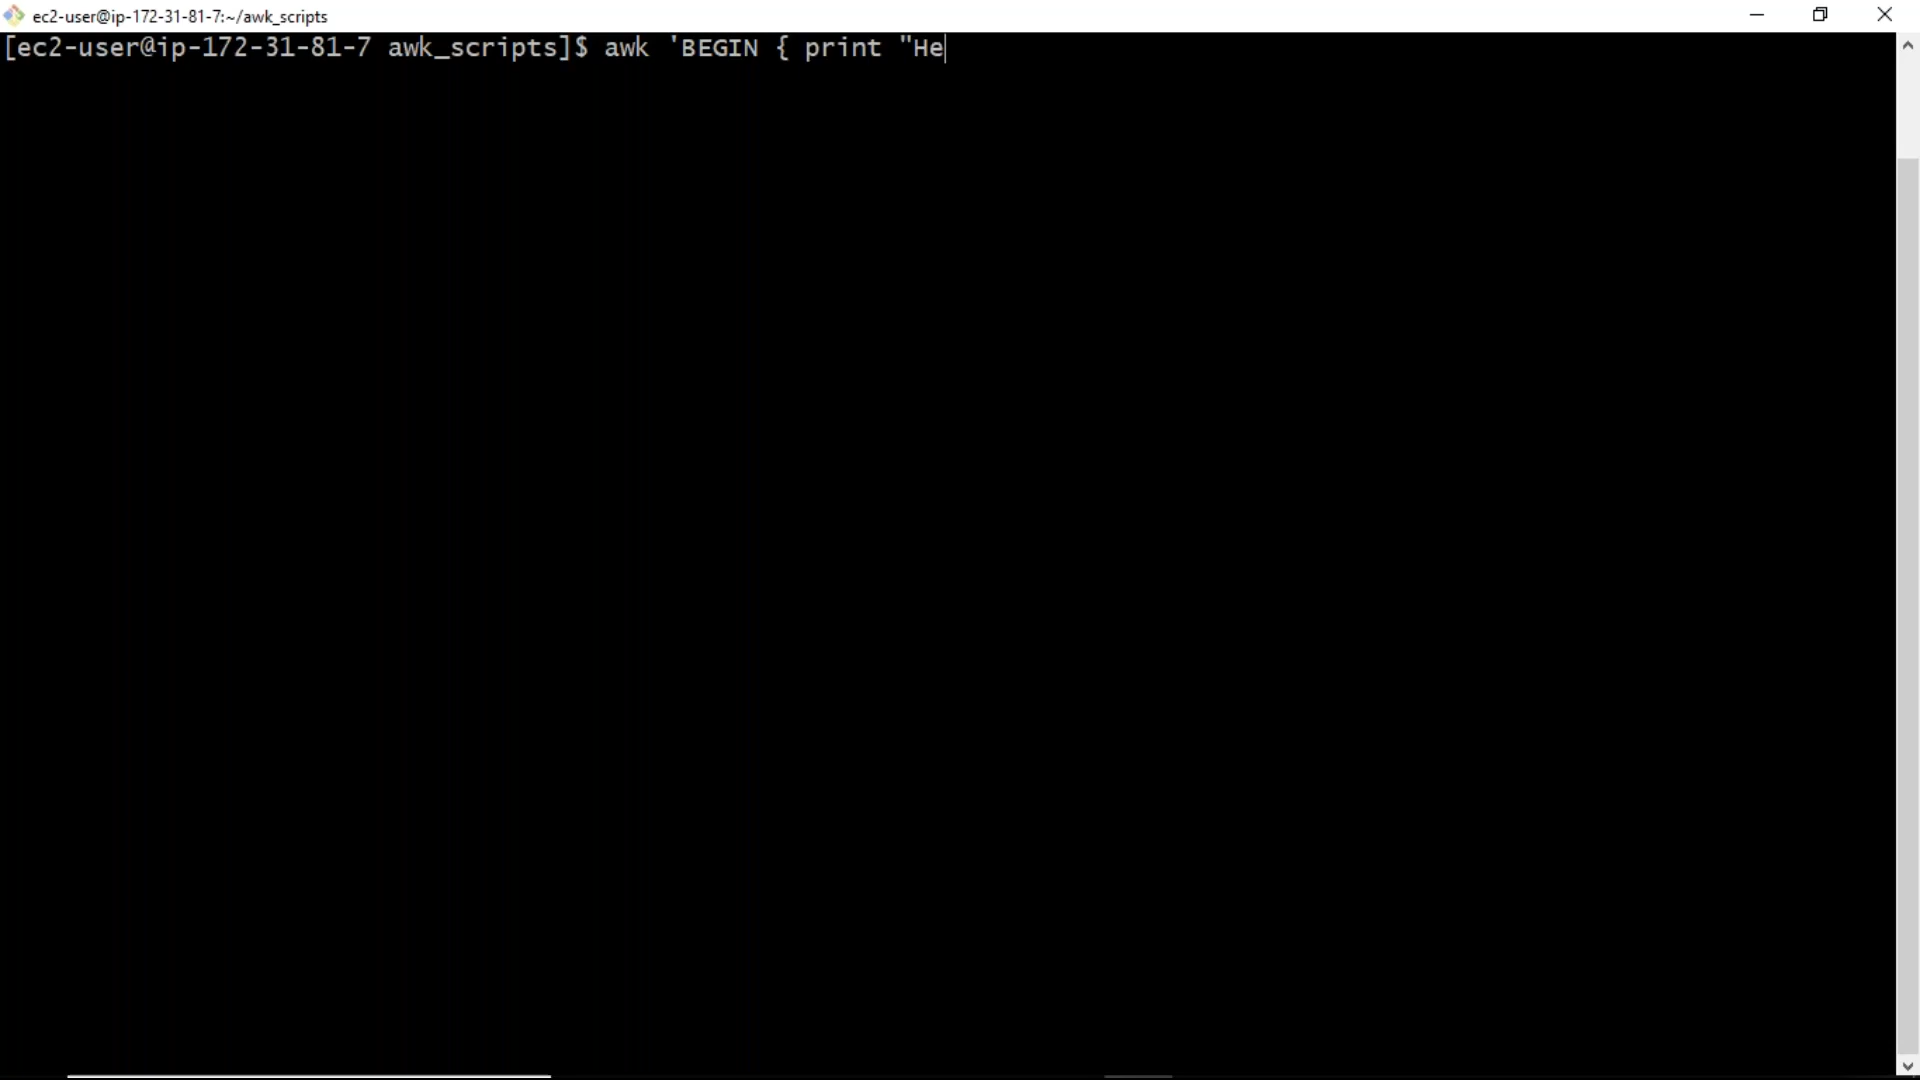 ec2-user@ip-172-31-81-7:~/awk_scripts
[ec2-user@ip-172-31-81-7 awk_scripts]$ awk 'BEGIN { print "He